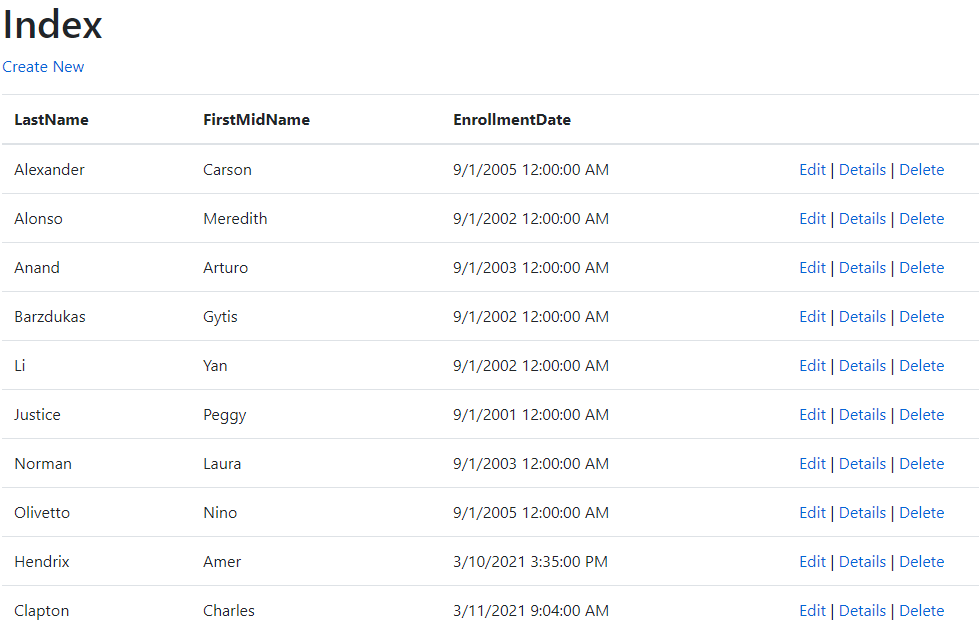 Index
Create New
LastName FirstMidName EnrollmentDate
Alexander Carson 9/1/2005 12:00:00 AM Edit | Details | Delete
Alonso Meredith 9/1/2002 12:00:00 AM Edit | Details | Delete
Anand Arturo 9/1/2003 12:00:00 AM Edit | Details | Delete
Barzdukas Gytis 9/1/2002 12:00:00 AM Edit | Details | Delete
Li Yan 9/1/2002 12:00:00 AM Edit | Details | Delete
Justice Peggy 9/1/2001 12:00:00 AM Edit | Details | Delete
Norman Laura 9/1/2003 12:00:00 AM Edit | Details | Delete
Olivetto Nino 9/1/2005 12:00:00 AM Edit | Details | Delete
Hendrix Amer 3/10/2021 3:35:00 PM Edit | Details | Delete
Clapton Charles 3/11/2021 9:04:00 AM Edit | Details | Delete